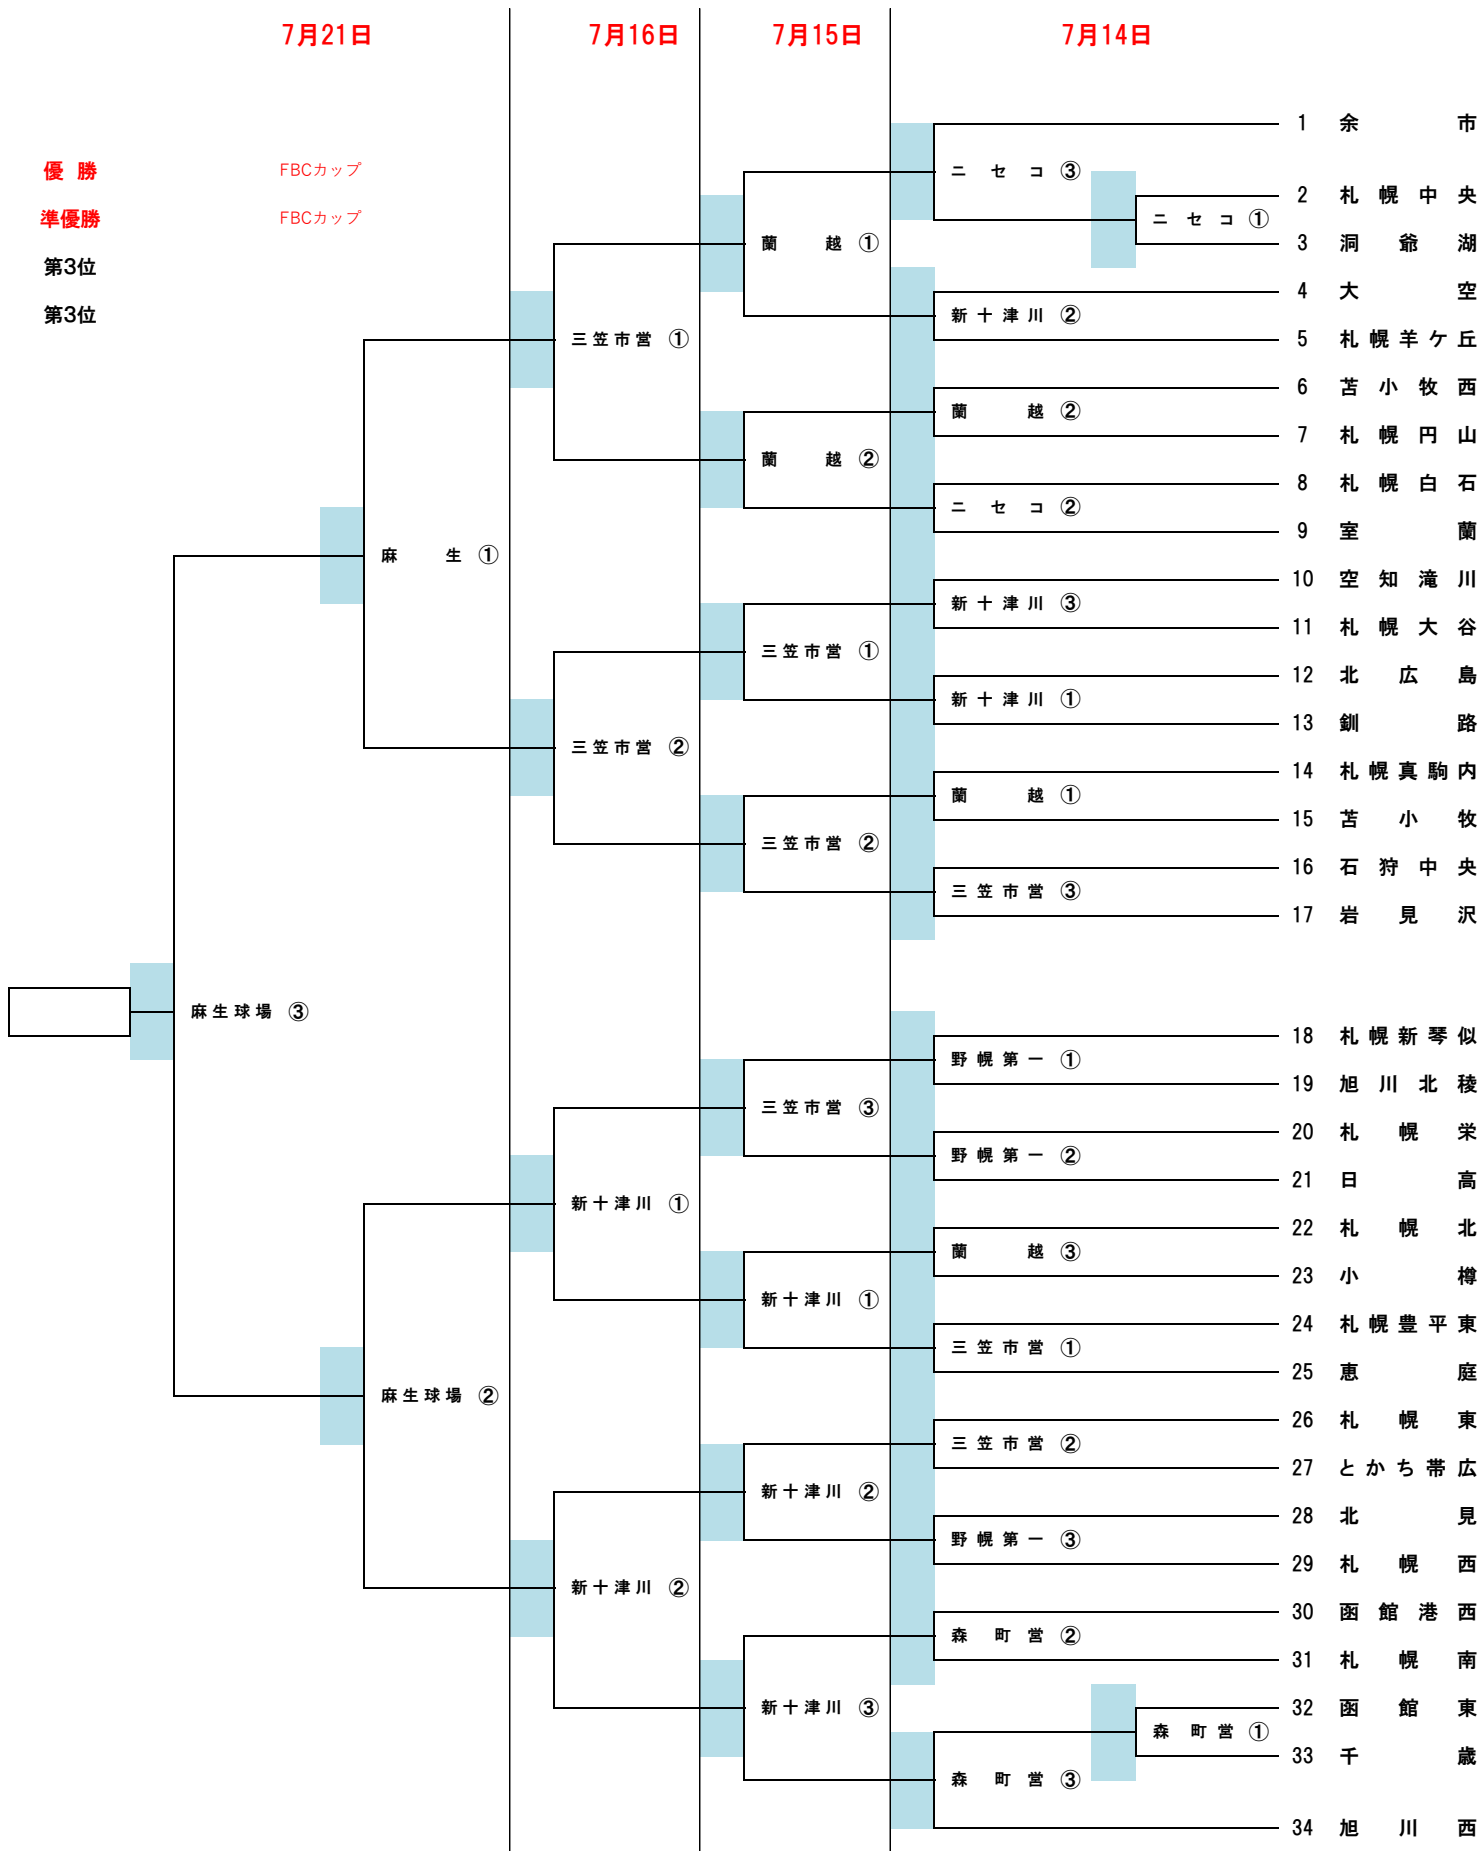 7月21日 7月16日 7月15日 7月14日
1 余市
優勝 FBCカップ
ニセコ ③
2 札幌中央
準優勝 FBCカップ
ニセコ ①
蘭越 ①
3 洞爺湖
第3位
4 大空
第3位
新十津川 ②
三笠市営 ①
5 札幌羊ケ丘
6 苫小牧西
蘭越 ②
7 札幌円山
蘭越 ②
8 札幌白石
ニセコ ②
9 室蘭
麻生 ①
10 空知滝川
新十津川 ③
11 札幌大谷
三笠市営 ①
12 北広島
新十津川 ①
13 釧路
三笠市営 ②
14 札幌真駒内
蘭越 ①
15 苫小牧
三笠市営 ②
16 石狩中央
三笠市営 ③
17 岩見沢
麻生球場 ③
18 札幌新琴似
野幌第一 ①
19 旭川北稜
三笠市営 ③
20 札幌栄
野幌第一 ②
21 日高
新十津川 ①
22 札幌北
蘭越 ③
23 小樽
新十津川 ①
24 札幌豊平東
三笠市営 ①
25 恵庭
麻生球場 ②
26 札幌東
三笠市営 ②
27 とかち帯広
新十津川 ②
28 北見
野幌第一 ③
29 札幌西
新十津川 ②
30 函館港西
森町営 ②
31 札幌南
新十津川 ③
32 函館東
森町営 ①
33 千歳
森町営 ③
34 旭川西